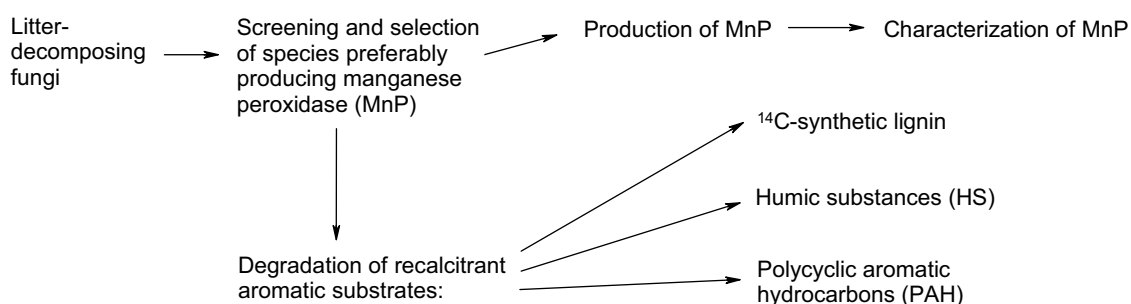 Litter-
decomposing
fungi
Screening and selection
of species preferably
producing manganese
peroxidase (MnP)
Production of MnP
Characterization of MnP
¹⁴C-synthetic lignin
Humic substances (HS)
Degradation of recalcitrant
aromatic substrates:
Polycyclic aromatic
hydrocarbons (PAH)